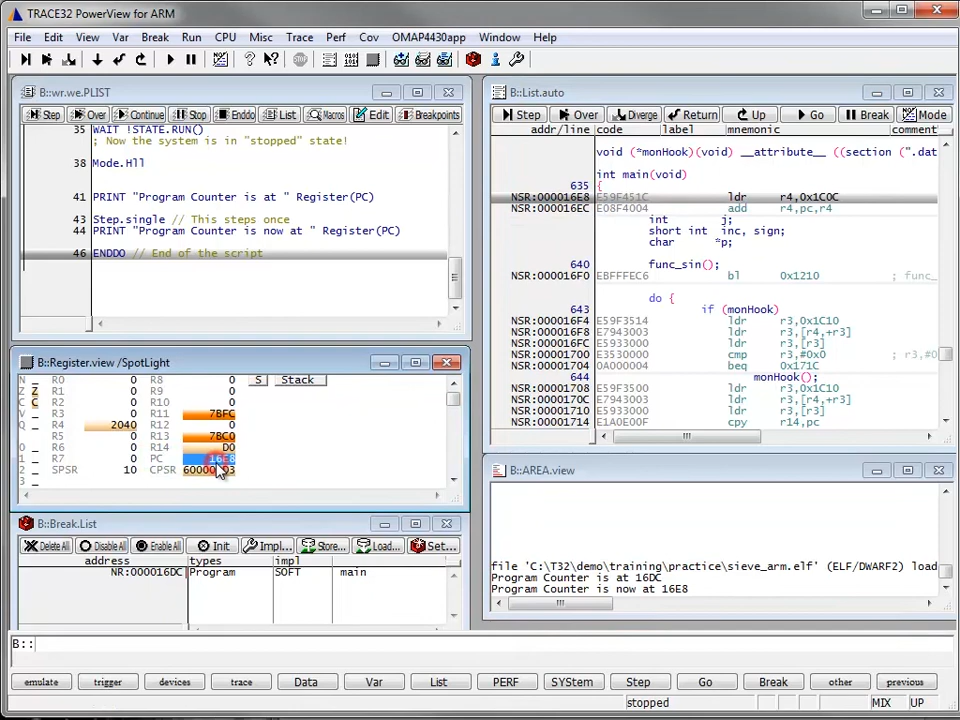 TRACE32 PowerView for ARM
File Edit View Var Break Run CPU Misc Trace Perf Cov OMAP4430app Window Help
B::wr.we.PLIST
Step Over Continue Stop Enddo List Macros Edit Breakpoints
35 WAIT !STATE.RUN()
; Now the system is in "stopped" state!
38 Mode.Hll
41 PRINT "Program Counter is at " Register(PC)
43 Step.single // This steps once
44 PRINT "Program Counter is now at " Register(PC)
46 ENDDO // End of the script
B::Register.view /SpotLight
N _ R0 0 R8 0 S Stack
Z Z R1 0 R9 0
C C R2 0 R10 0
V _ R3 0 R11 7BFC
Q _ R4 2040 R12 0
R5 0 R13 7BC0
0 _ R6 0 R14 D0
1 _ R7 0 PC 16E8
2 _ SPSR 10 CPSR
3 _
B::Break.List
Delete All Disable All Enable All Init Impl... Store... Load... Set...
address types impl
NR:000016DC Program SOFT main
B::List.auto
Step Over Diverge Return Up Go Break Mode
addr/line code label mnemonic comment
void (*monHook)(void) __attribute__ ((section (".dat
int main(void)
635 {
NSR:000016E8 E59F451C ldr r4,0x1C0C
NSR:000016EC E08F4004 add r4,pc,r4
int j;
short int inc, sign;
char *p;
640 func_sin();
NSR:000016F0 EBFFFEC6 bl 0x1210 ; func_
do {
643 if (monHook)
NSR:000016F4 E59F3514 ldr r3,0x1C10
NSR:000016F8 E7943003 ldr r3,[r4,+r3]
NSR:000016FC E5933000 ldr r3,[r3]
NSR:00001700 E3530000 cmp r3,#0x0 ; r3,#0
NSR:00001704 0A000004 beq 0x171C
644 monHook();
NSR:00001708 E59F3500 ldr r3,0x1C10
NSR:0000170C E7943003 ldr r3,[r4,+r3]
NSR:00001710 E5933000 ldr r3,[r3]
NSR:00001714 E1A0E00F cpy r14,pc
B::AREA.view
file 'C:\T32\demo\training\practice\sieve_arm.elf' (ELF/DWARF2) load
Program Counter is at 16DC
Program Counter is now at 16E8
B::
emulate trigger devices trace Data Var List PERF SYStem Step Go Break other previous
stopped MIX UP